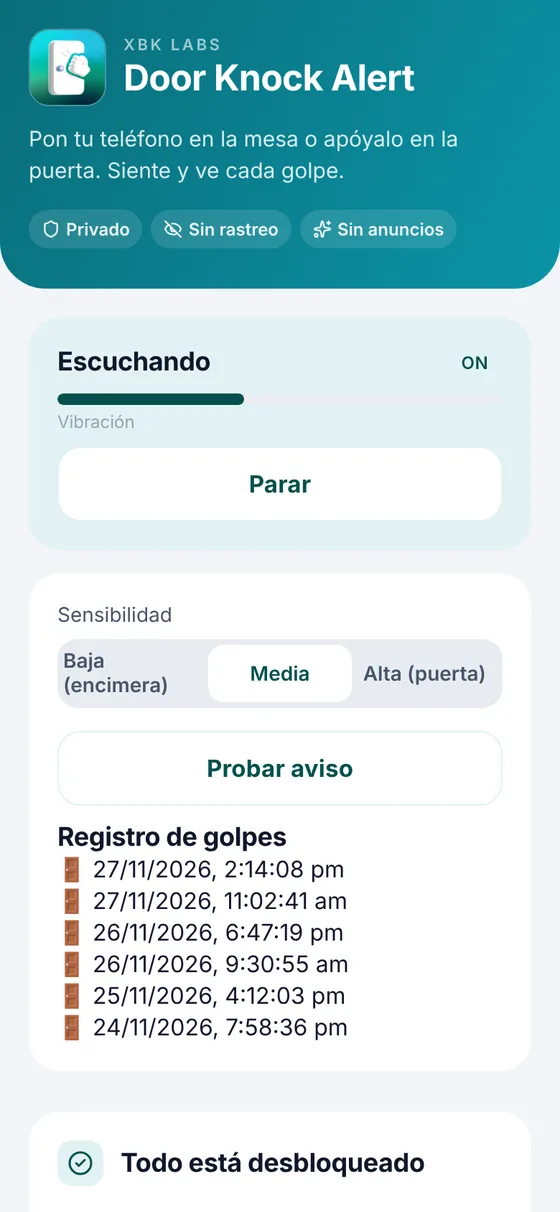 XBK LABS
Door Knock Alert
Pon tu teléfono en la mesa o apóyalo en la
puerta. Siente y ve cada golpe.
Privado
Sin rastreo
Sin anuncios
Escuchando
ON
Vibración
Parar
Sensibilidad
Baja
(encimera)
Media
Alta (puerta)
Probar aviso
Registro de golpes
27/11/2026, 2:14:08 pm
27/11/2026, 11:02:41 am
26/11/2026, 6:47:19 pm
26/11/2026, 9:30:55 am
25/11/2026, 4:12:03 pm
24/11/2026, 7:58:36 pm
Todo está desbloqueado